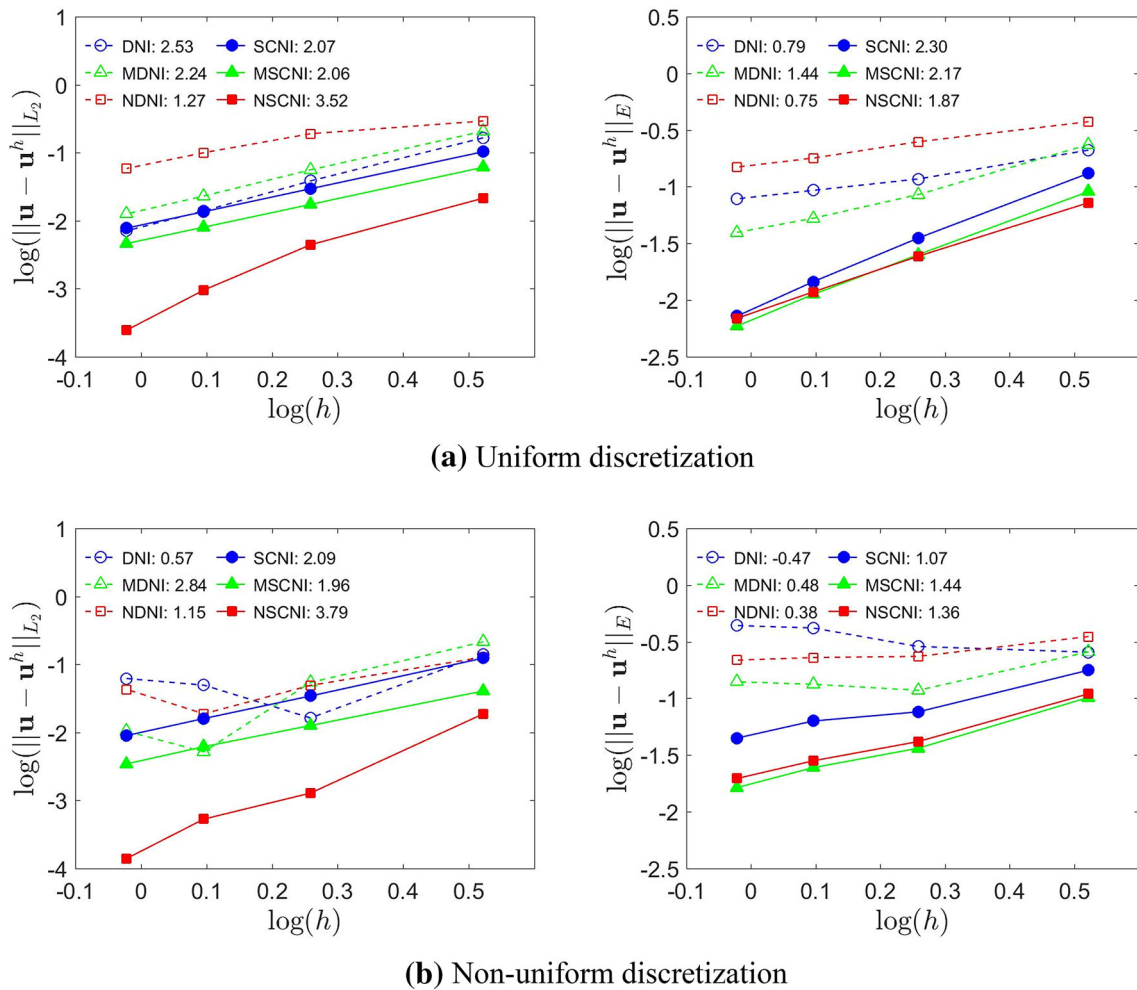 1
0
-1
-2
-3
-4
-0.1 0 0.1 0.2 0.3 0.4 0.5
log(h)
log(||u − u^h||_{L_2})
DNI: 2.53 SCNI: 2.07
MDNI: 2.24 MSCNI: 2.06
NDNI: 1.27 NSCNI: 3.52
0.5
0
-0.5
-1
-1.5
-2
-2.5
-0.1 0 0.1 0.2 0.3 0.4 0.5
log(h)
log(||u − u^h||_E)
DNI: 0.79 SCNI: 2.30
MDNI: 1.44 MSCNI: 2.17
NDNI: 0.75 NSCNI: 1.87
(a) Uniform discretization
1
0
-1
-2
-3
-4
-0.1 0 0.1 0.2 0.3 0.4 0.5
log(h)
log(||u − u^h||_{L_2})
DNI: 0.57 SCNI: 2.09
MDNI: 2.84 MSCNI: 1.96
NDNI: 1.15 NSCNI: 3.79
0.5
0
-0.5
-1
-1.5
-2
-2.5
-0.1 0 0.1 0.2 0.3 0.4 0.5
log(h)
log(||u − u^h||_E)
DNI: -0.47 SCNI: 1.07
MDNI: 0.48 MSCNI: 1.44
NDNI: 0.38 NSCNI: 1.36
(b) Non-uniform discretization